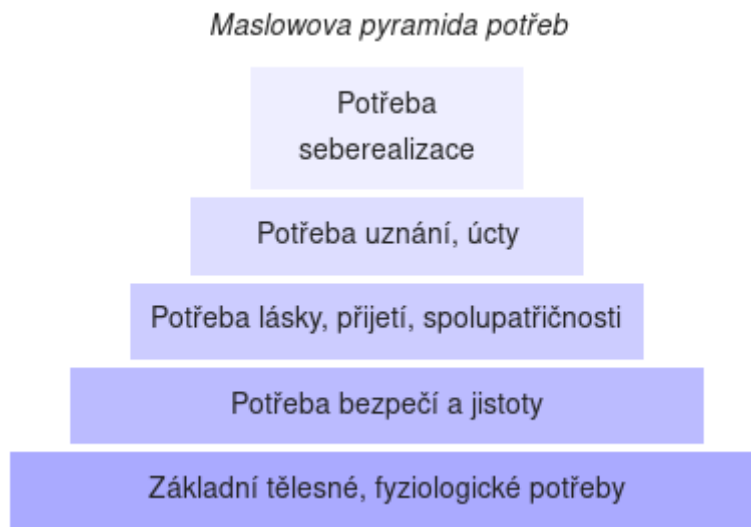 Maslowova pyramida potřeb
Potřeba
seberealizace
Potřeba uznání, úcty
Potřeba lásky, přijetí, spolupatřičnosti
Potřeba bezpečí a jistoty
Základní tělesné, fyziologické potřeby